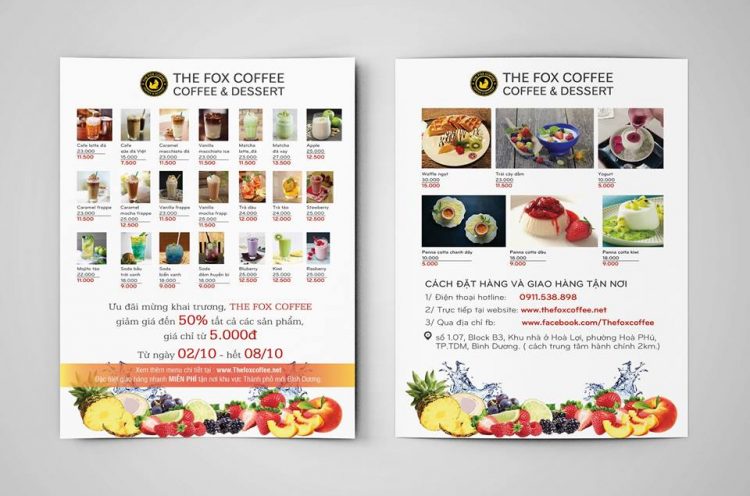 THE FOX COFFEE
COFFEE & DESSERT
Cafe latte đá
23.000
11.500
Cafe
sữa đá Việt
15.000
7.500
Caramel
macchiato đá
23.000
11.500
Vanilla
macchiato ice
23.000
11.500
Matcha
latte đá
23.000
11.500
Matcha
đá xay
27.000
13.500
Apple
25.000
12.500
Caramel frappe
23.000
11.500
Mocha frappe
Vanilla frappe
23.000
11.500
Vanilla
mocha frapp
25.000
12.500
Trà dâu
24.000
12.000
Trà tao
24.000
12.000
Stawberry
25.000
12.500
Mojito táo
22.000
11.000
Soda bầu
trời xanh
18.000
9.000
Soda
biển xanh
18.000
9.000
Soda
đắm huyền bí
18.000
9.000
Bluberry
25.000
12.500
Kiwi
25.000
12.500
Rasberry
25.000
12.500
Ưu đãi mừng khai trương, THE FOX COFFEE
giảm giá đến 50% tất cả các sản phẩm,
giá chỉ từ 5.000đ
Từ ngày 02/10 - hết 08/10
Xem thêm menu chi tiết tại : www.Thefoxcoffee.net
Đặc biệt giao hàng nhanh MIỄN PHÍ tận nơi khu vực Thành phố mới Bình Dương.
THE FOX COFFEE
COFFEE & DESSERT
Waffle ngọt
30.000
15.000
Trái cây dầm
23.000
11.500
Yogurt
10.000
5.000
Panna cotta chanh dây
10.000
5.000
Panna cotta dâu
18.000
9.000
Panna cotta kiwi
18.000
9.000
CÁCH ĐẶT HÀNG VÀ GIAO HÀNG TẬN NƠI
1/ Điện thoại hotline: 0911.538.898
2/ Trực tiếp tại website: www.thefoxcoffee.net
3/ Qua địa chỉ fb: www.facebook.com/Thefoxcoffee
số 1.07, Block B3, Khu nhà ở Hoà Lợi, phường Hoà PHú,
TP.TDM, Bình Dương. ( cách trung tâm hành chính 2km.)